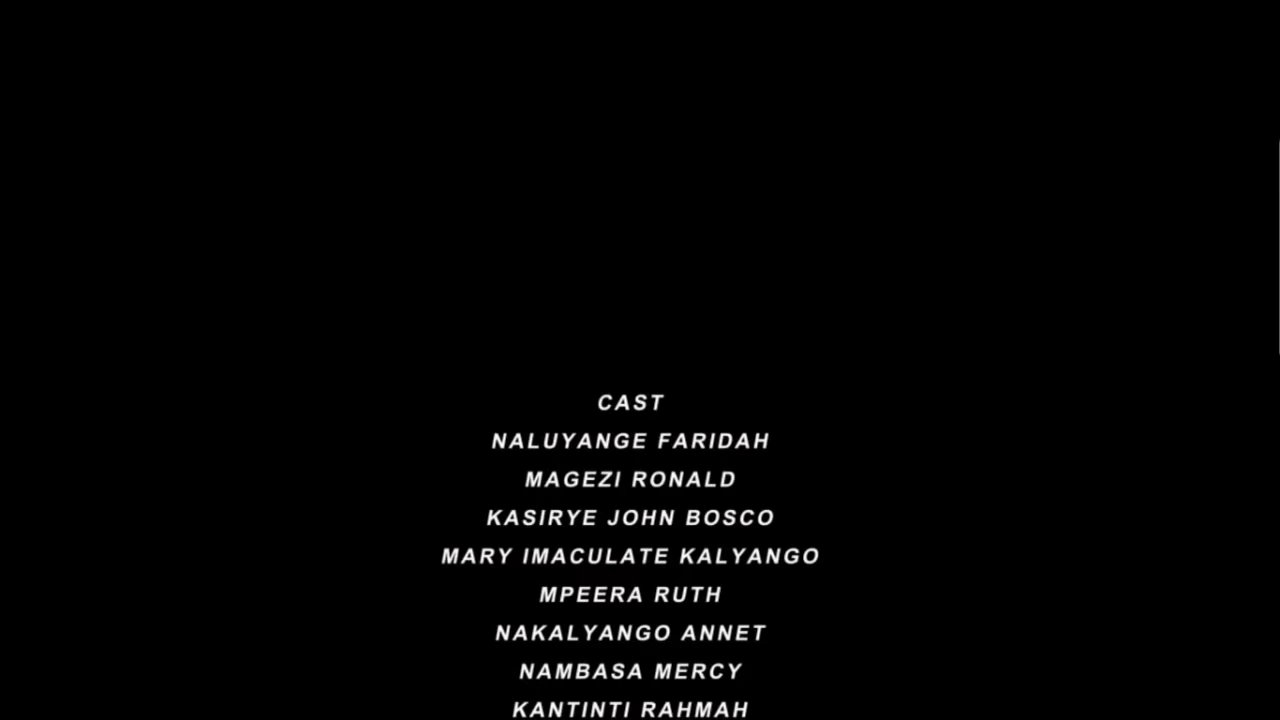 CAST
NALUYANGE FARIDAH
MAGEZI RONALD
KASIRYE JOHN BOSCO
MARY IMACULATE KALYANGO
MPEERA RUTH
NAKALYANGO ANNET
NAMBASA MERCY
KANTINTI RAHMAH